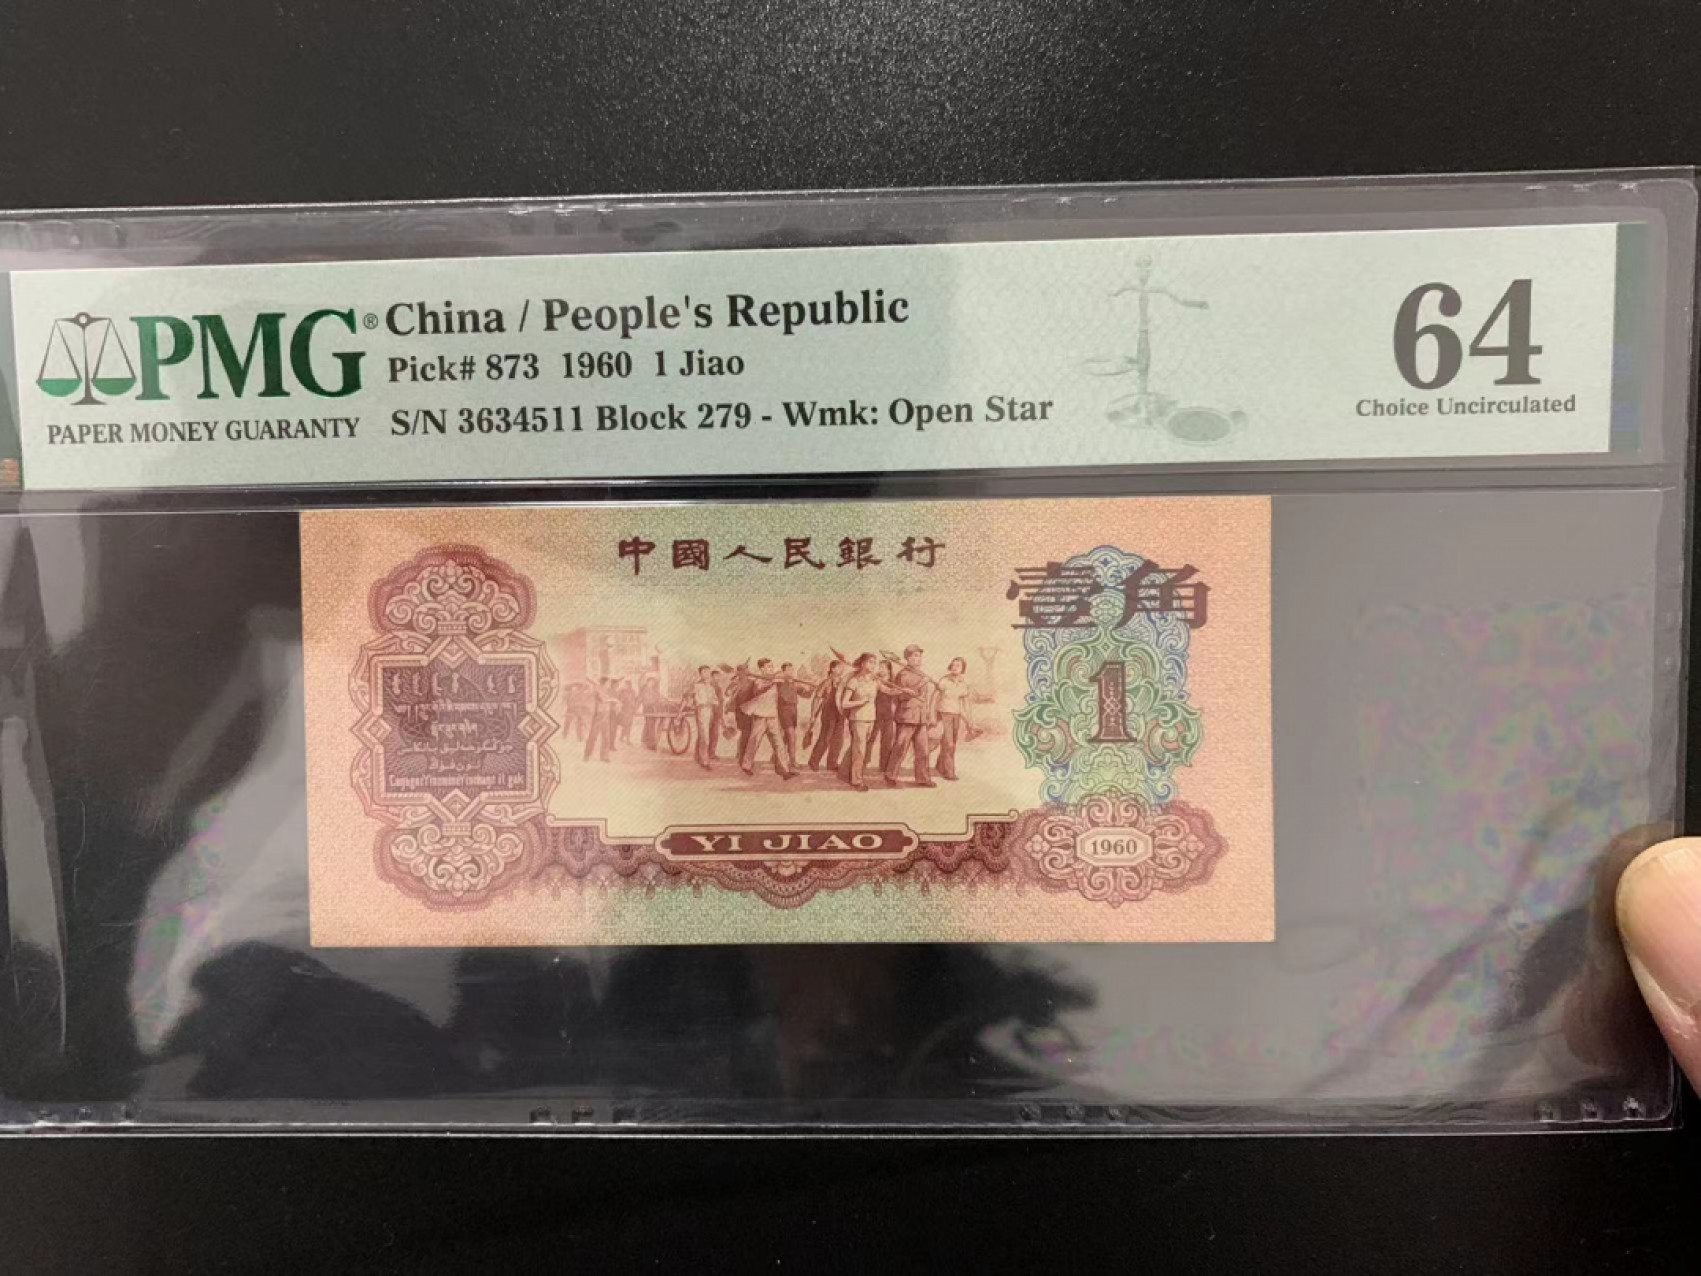 PMG® China / People's Republic
Pick# 873 1960 1 Jiao
S/N 3634511 Block 279 - Wmk: Open Star
PAPER MONEY GUARANTY
64
Choice Uncirculated
中國人民銀行
壹角
1
YI JIAO
1960